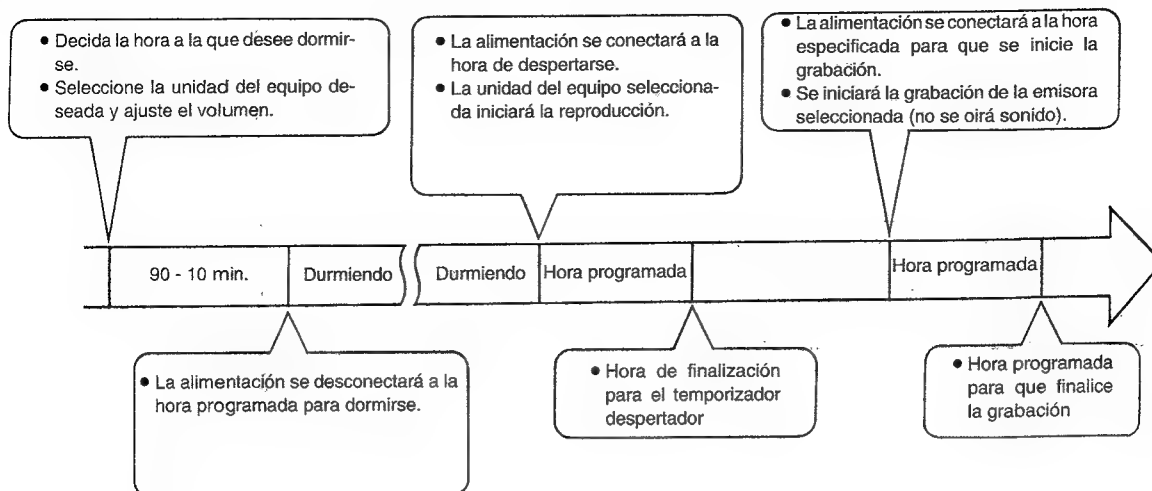 ● Decida la hora a la que desee dormir-
se.
● Seleccione la unidad del equipo de-
seada y ajuste el volumen.
● La alimentación se conectará a la
hora de despertarse.
● La unidad del equipo selecciona-
da iniciará la reproducción.
● La alimentación se conectará a la hora
especificada para que se inicie la
grabación.
● Se iniciará la grabación de la emisora
seleccionada (no se oirá sonido).
90 - 10 min.
Durmiendo
Durmiendo
Hora programada
Hora programada
● La alimentación se desconectará a la
hora programada para dormirse.
● Hora de finalización
para el temporizador
despertador
● Hora programada
para que finalice
la grabación